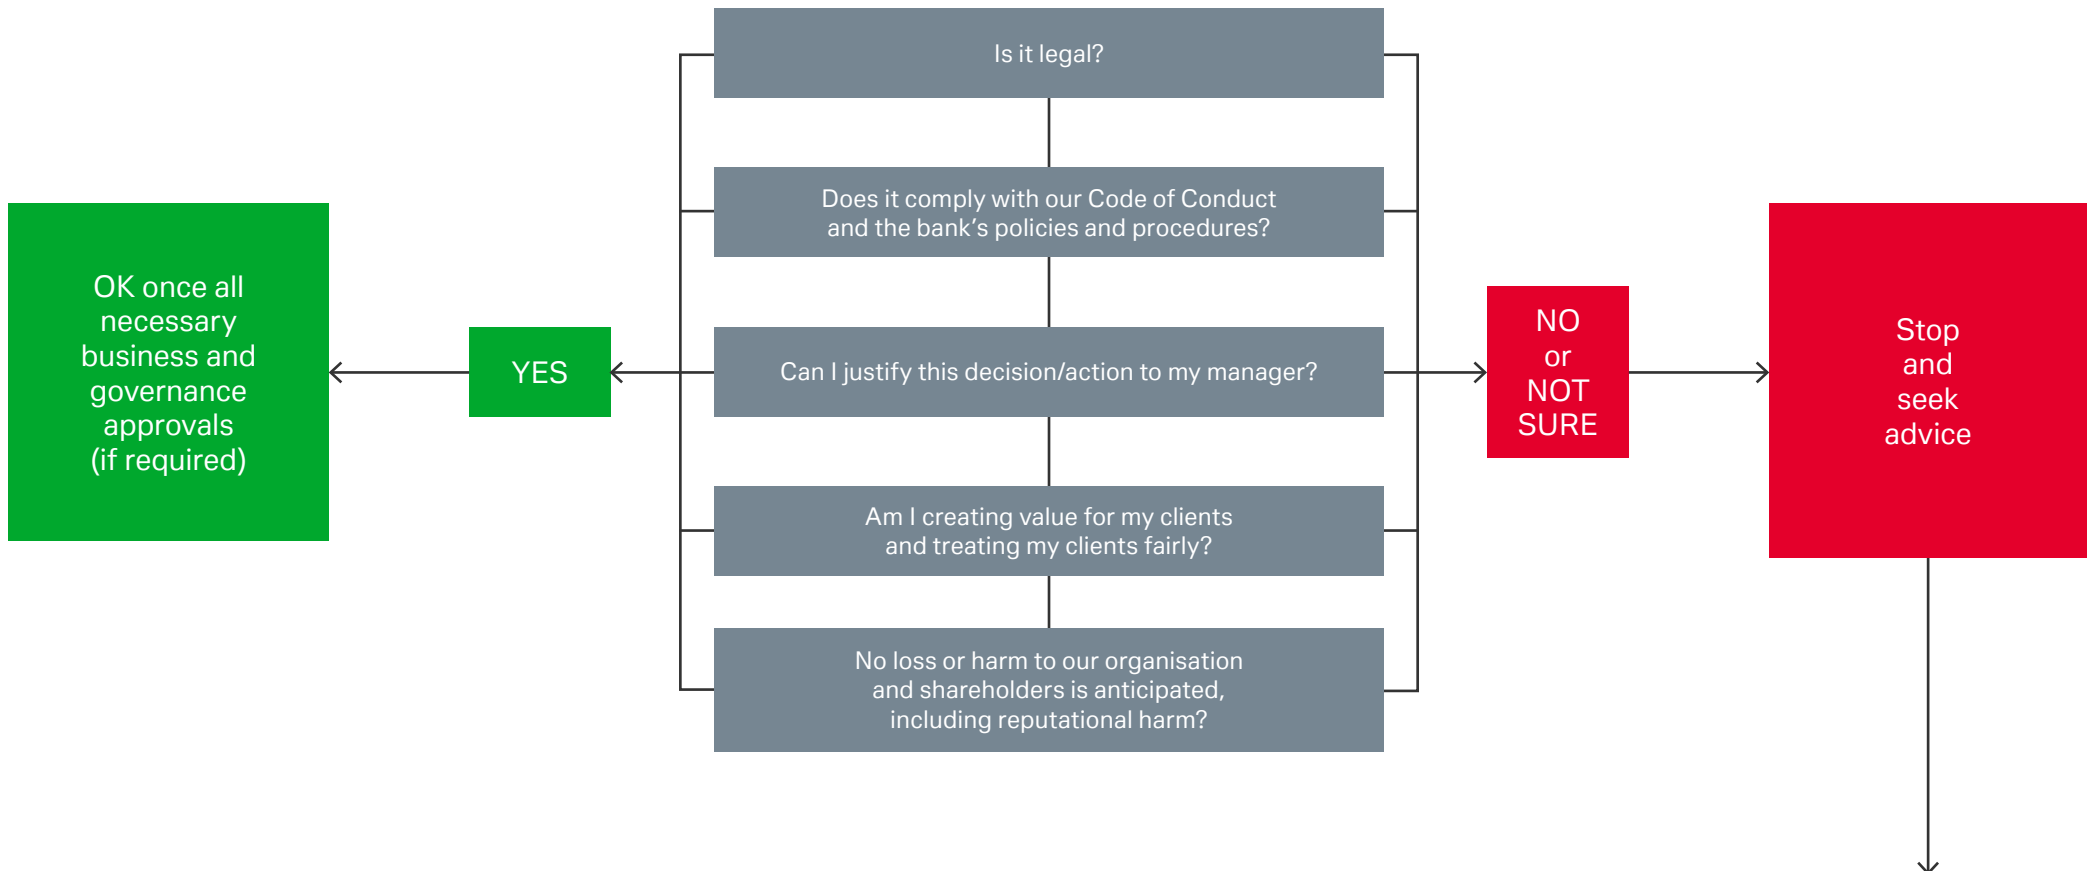 Is it legal?
Does it comply with our Code of Conduct
and the bank's policies and procedures?
OK once all
necessary
business and
governance
approvals
(if required)
YES
Can I justify this decision/action to my manager?
NO
or
NOT
SURE
Stop
and
seek
advice
Am I creating value for my clients
and treating my clients fairly?
No loss or harm to our organisation
and shareholders is anticipated,
including reputational harm?